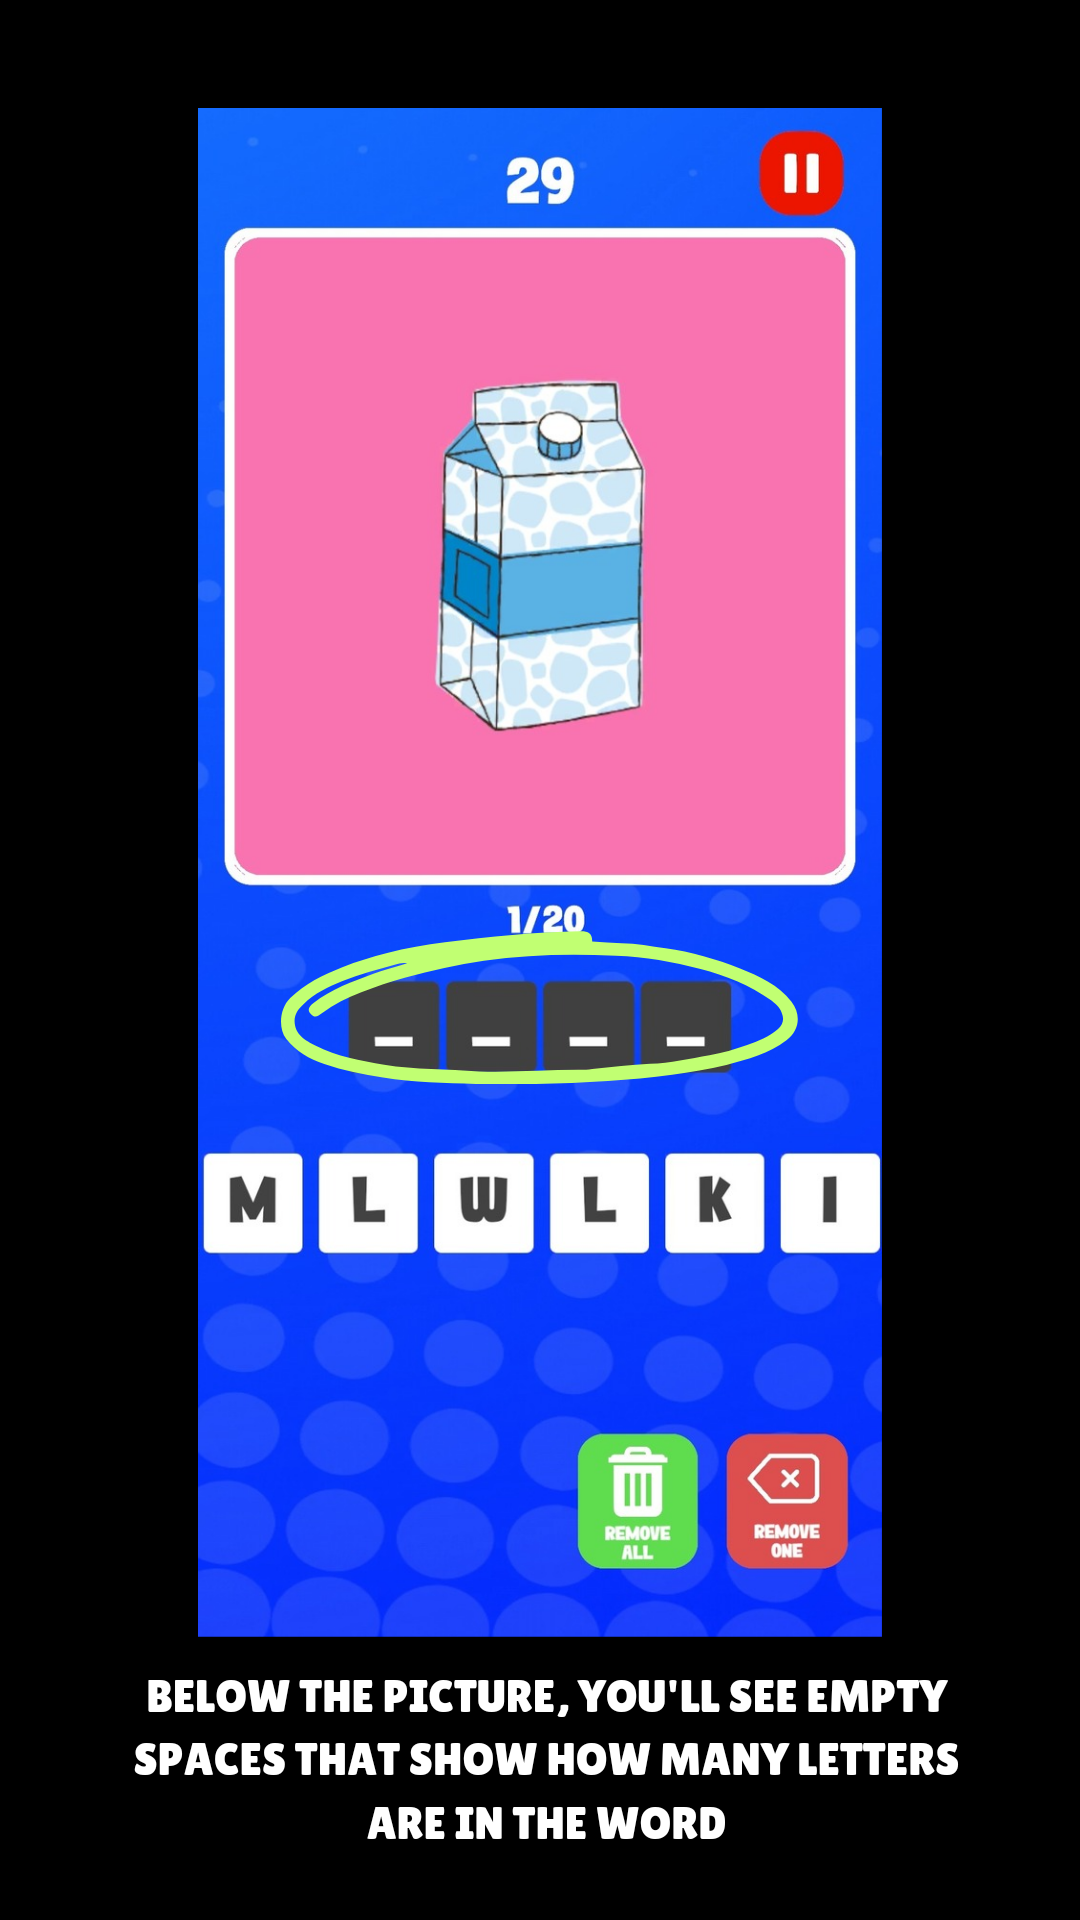 29
1/20
_ _ _ _
M L W L K I
REMOVE
ALL
REMOVE
ONE
BELOW THE PICTURE, YOU'LL SEE EMPTY
SPACES THAT SHOW HOW MANY LETTERS
ARE IN THE WORD